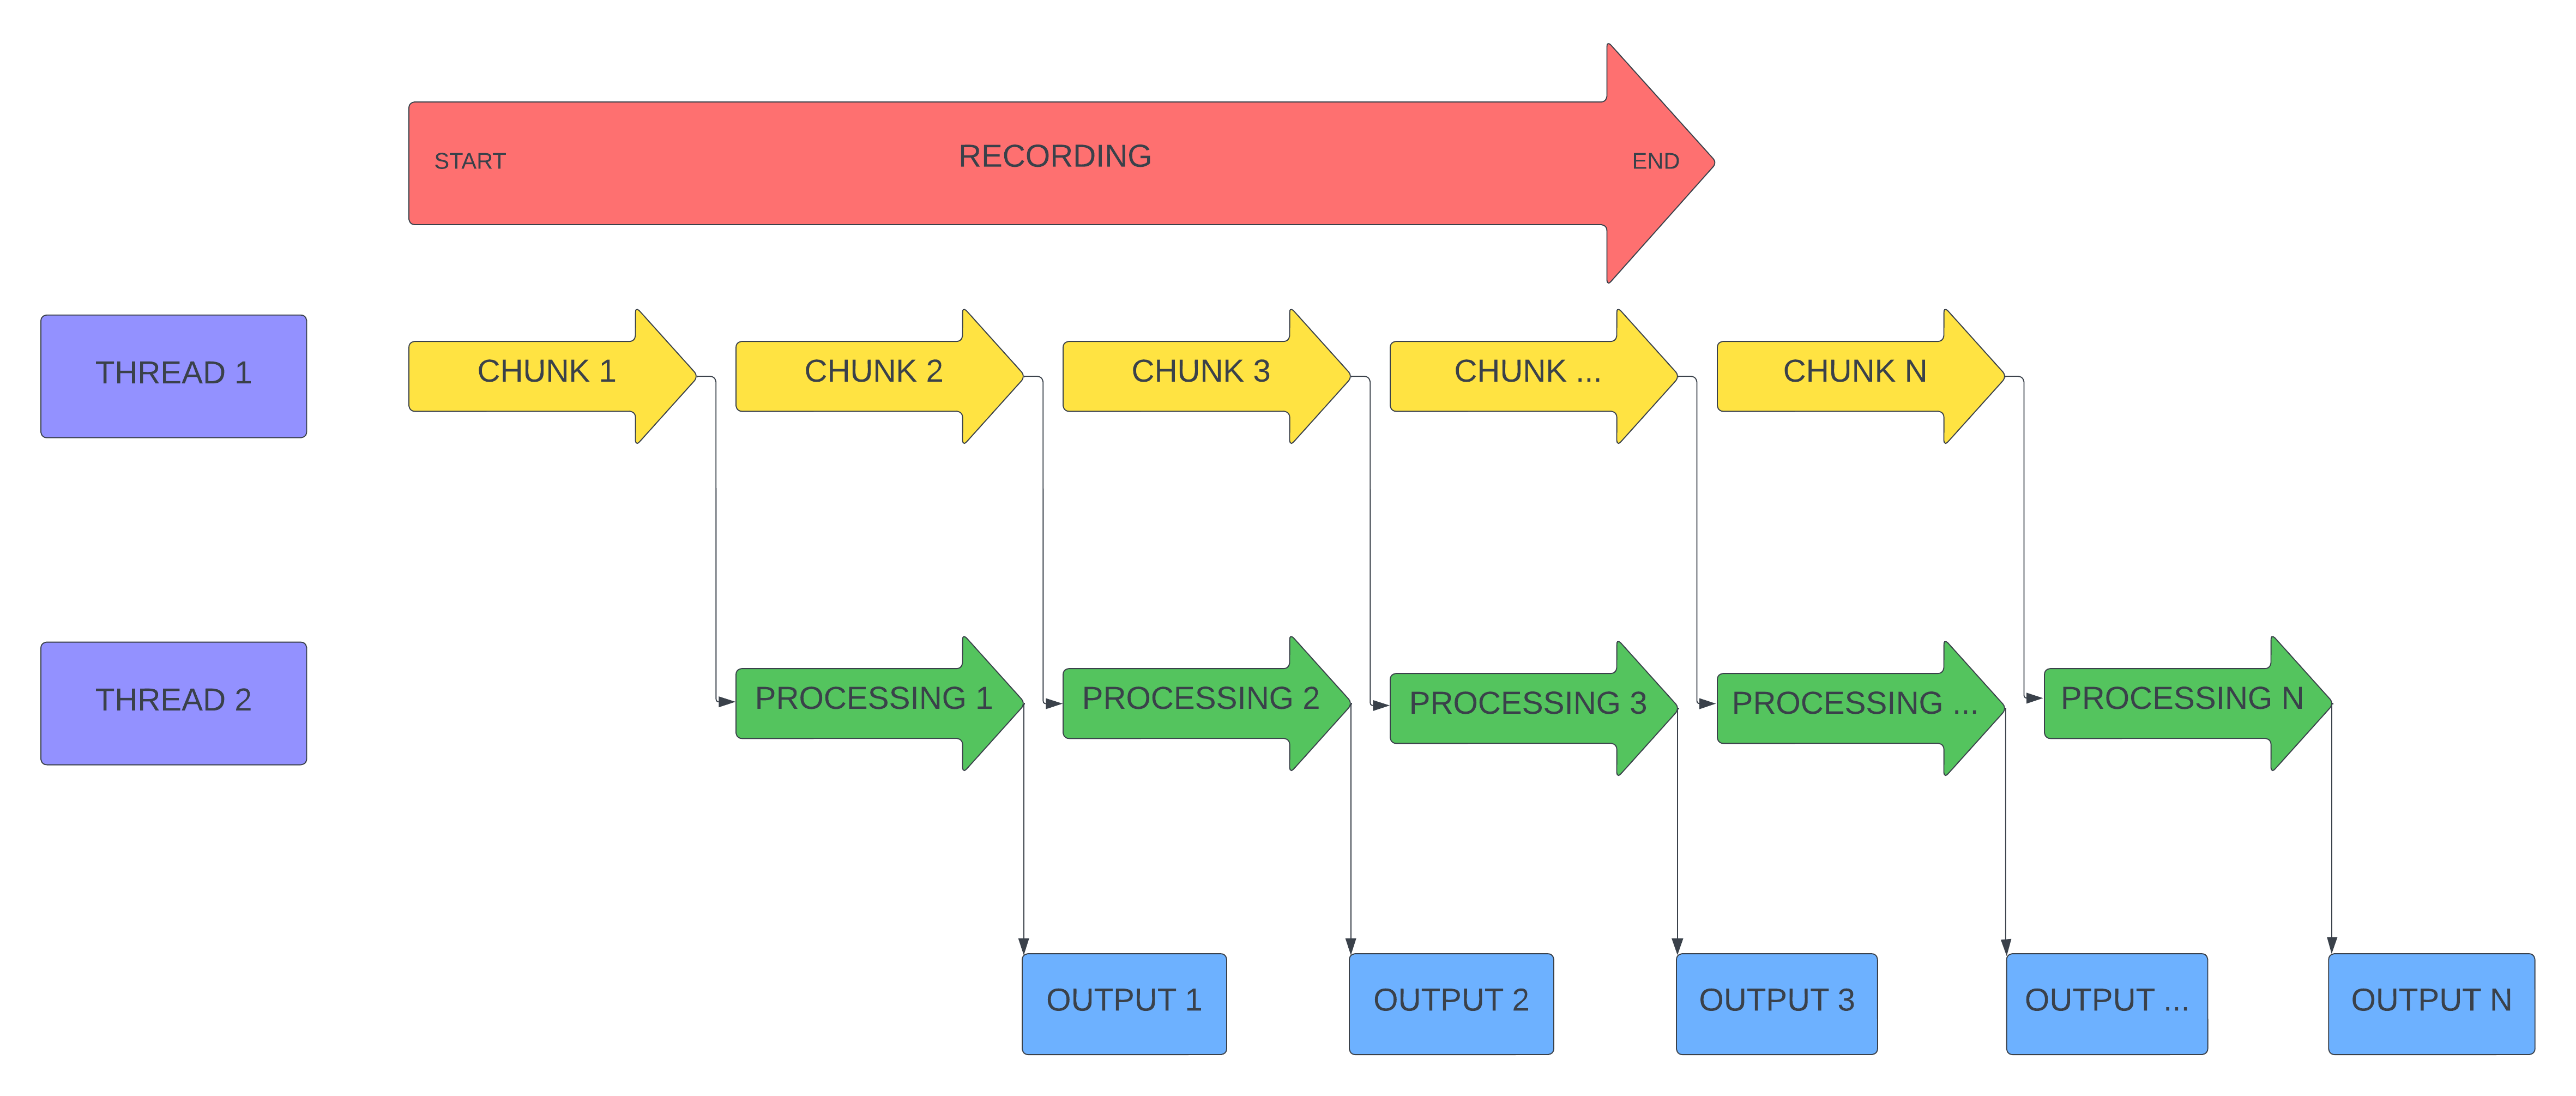 START
RECORDING
END
THREAD 1
CHUNK 1
CHUNK 2
CHUNK 3
CHUNK ...
CHUNK N
THREAD 2
PROCESSING 1
PROCESSING 2
PROCESSING 3
PROCESSING ...
PROCESSING N
OUTPUT 1
OUTPUT 2
OUTPUT 3
OUTPUT ...
OUTPUT N